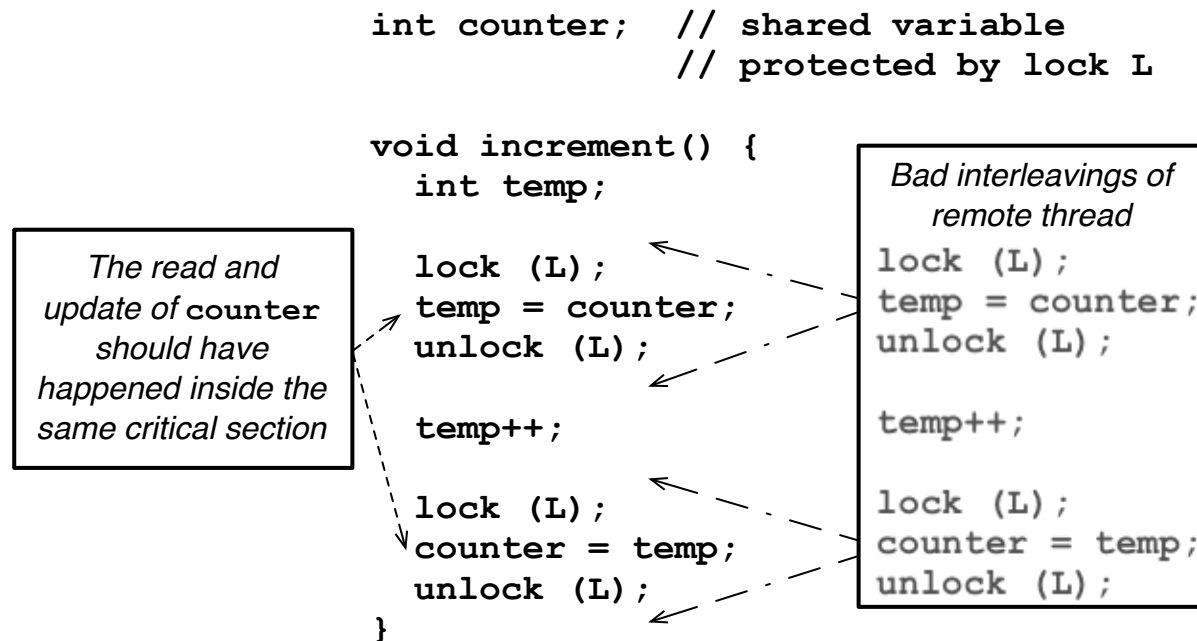 int counter;  // shared variable
// protected by lock L
void increment() {
int temp;
lock (L);
temp = counter;
unlock (L);
temp++;
lock (L);
counter = temp;
unlock (L);
}
The read and
update of counter
should have
happened inside the
same critical section
Bad interleavings of
remote thread
lock (L);
temp = counter;
unlock (L);
temp++;
lock (L);
counter = temp;
unlock (L);